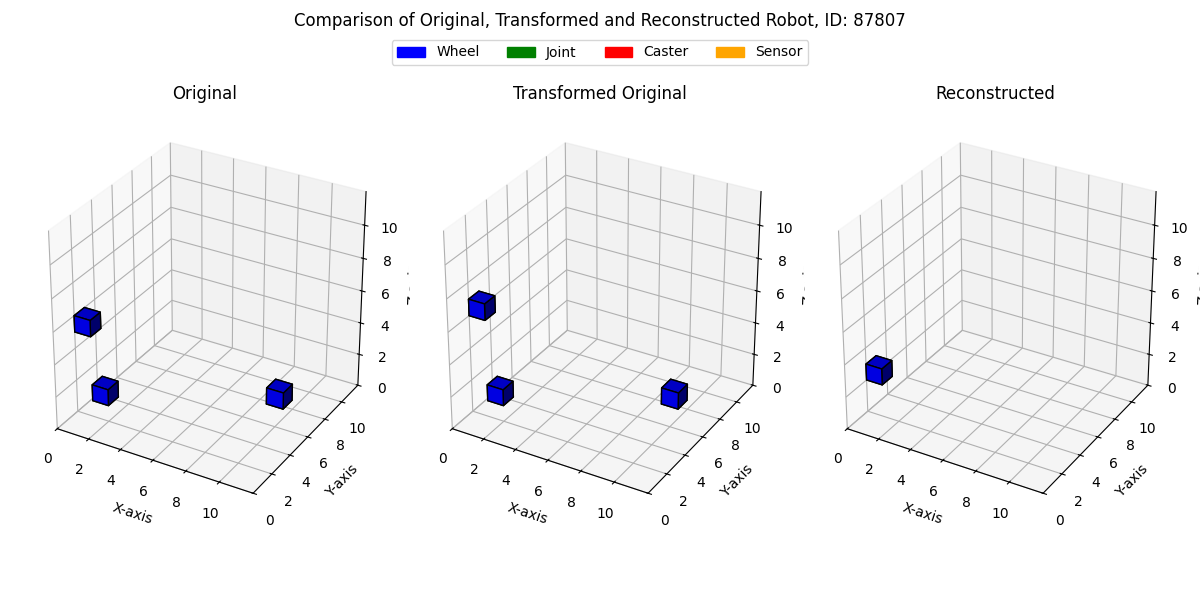 Comparison of Original, Transformed and Reconstructed Robot, ID: 87807
Wheel Joint Caster Sensor
Original Transformed Original Reconstructed
10 10 10
8 8 8
6 6 6
4 4 4
2 2 2
0 0 0
10 10 10
8 8 8
6 6 6
4 4 4
2 2 2
0 0 0
0 2 4 6 8 10 0 2 4 6 8 10 0 2 4 6 8 10
X-axis Y-axis X-axis Y-axis X-axis Y-axis